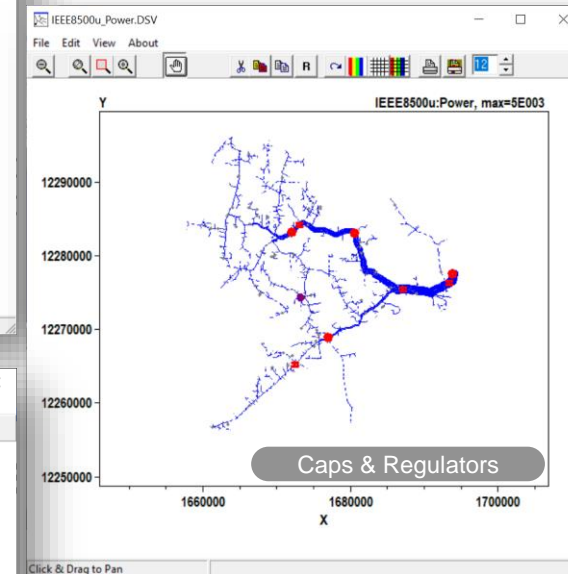 IEEE8500u_Power.DSV
File Edit View About
R 12
Y IEEE8500u:Power, max=5E003
12290000
12280000
12270000
12260000
12250000
Caps & Regulators
1660000 1680000 1700000
X
Click & Drag to Pan